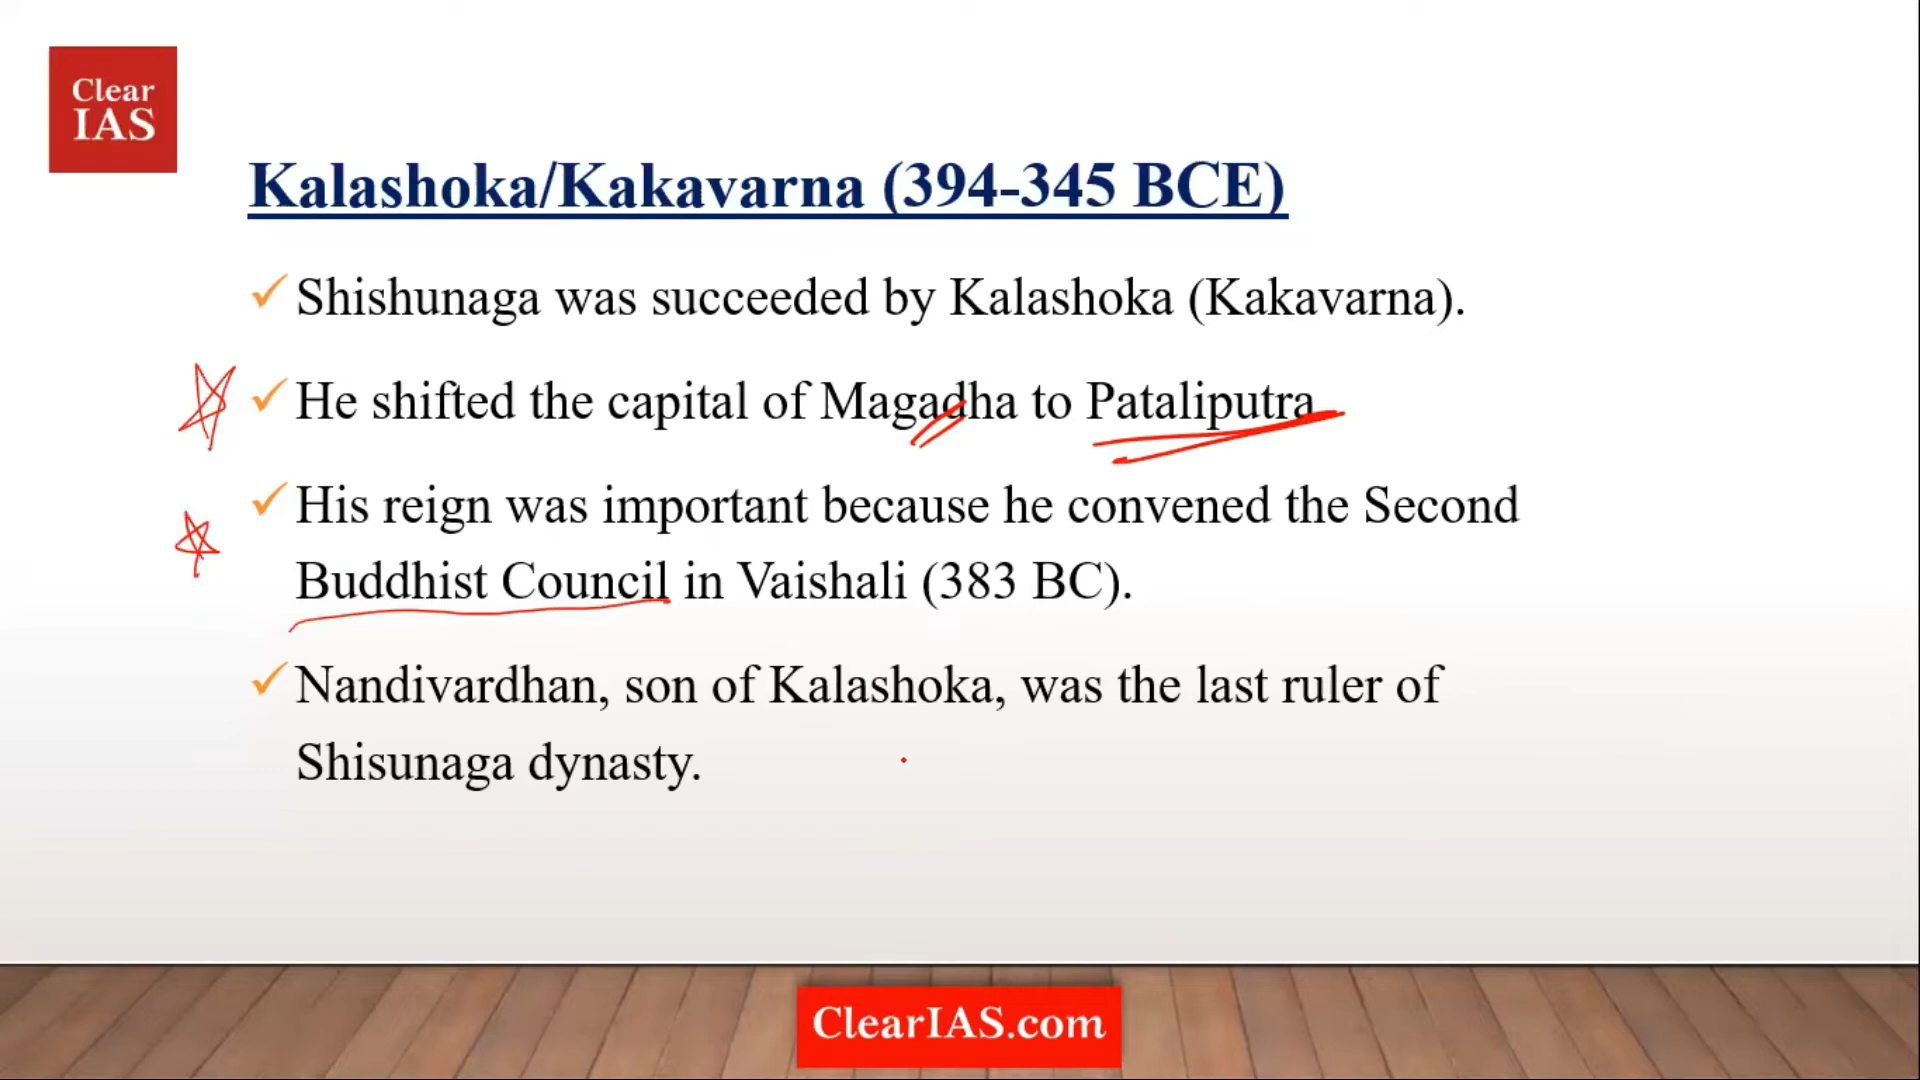 Clear
IAS
Kalashoka/Kakavarna (394-345 BCE)
Shishunaga was succeeded by Kalashoka (Kakavarna).
He shifted the capital of Magadha to Pataliputra
His reign was important because he convened the Second
Buddhist Council in Vaishali (383 BC).
Nandivardhan, son of Kalashoka, was the last ruler of
Shisunaga dynasty.
ClearIAS.com